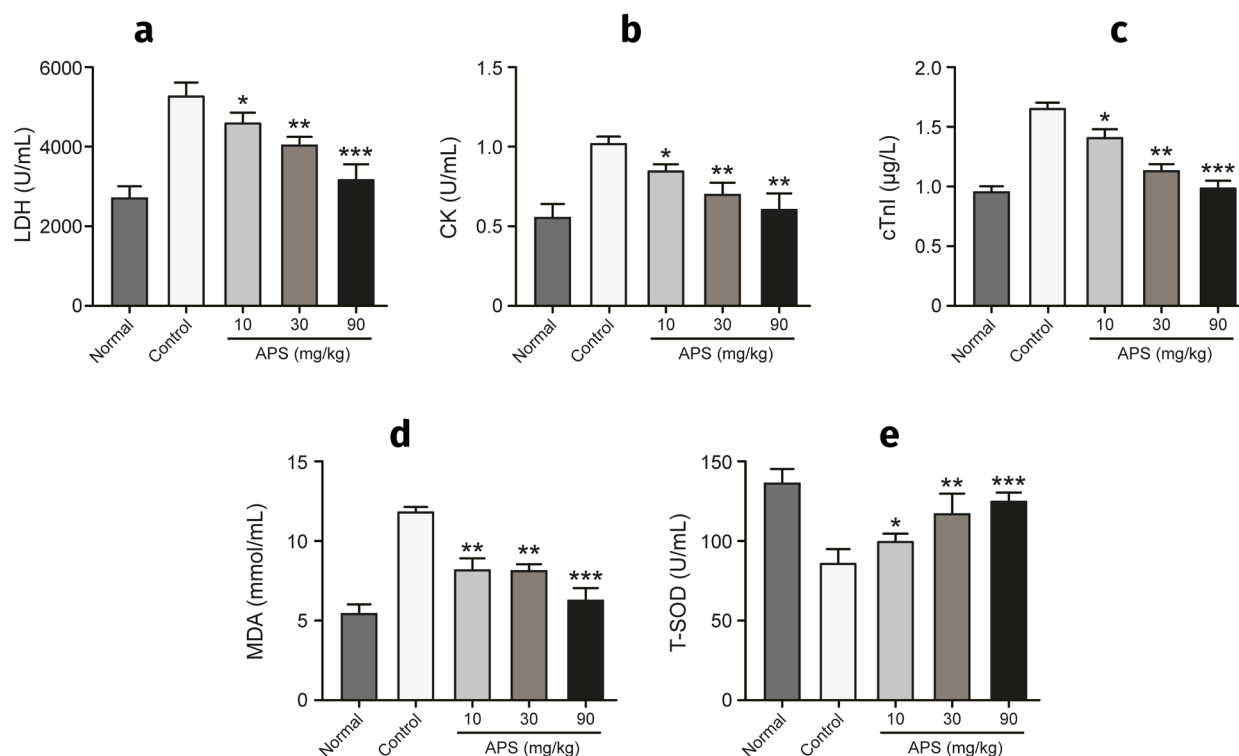 a
LDH (U/mL)
6000
4000
2000
0
*
**
***
Normal
Control
10
30
90
APS (mg/kg)
b
CK (U/mL)
1.5
1.0
0.5
0
*
**
**
Normal
Control
10
30
90
APS (mg/kg)
c
cTnI (µg/L)
2.0
1.5
1.0
0.5
0
*
**
***
Normal
Control
10
30
90
APS (mg/kg)
d
MDA (mmol/mL)
15
10
5
0
**
**
***
Normal
Control
10
30
90
APS (mg/kg)
e
T-SOD (U/mL)
150
100
50
0
*
**
***
Normal
Control
10
30
90
APS (mg/kg)